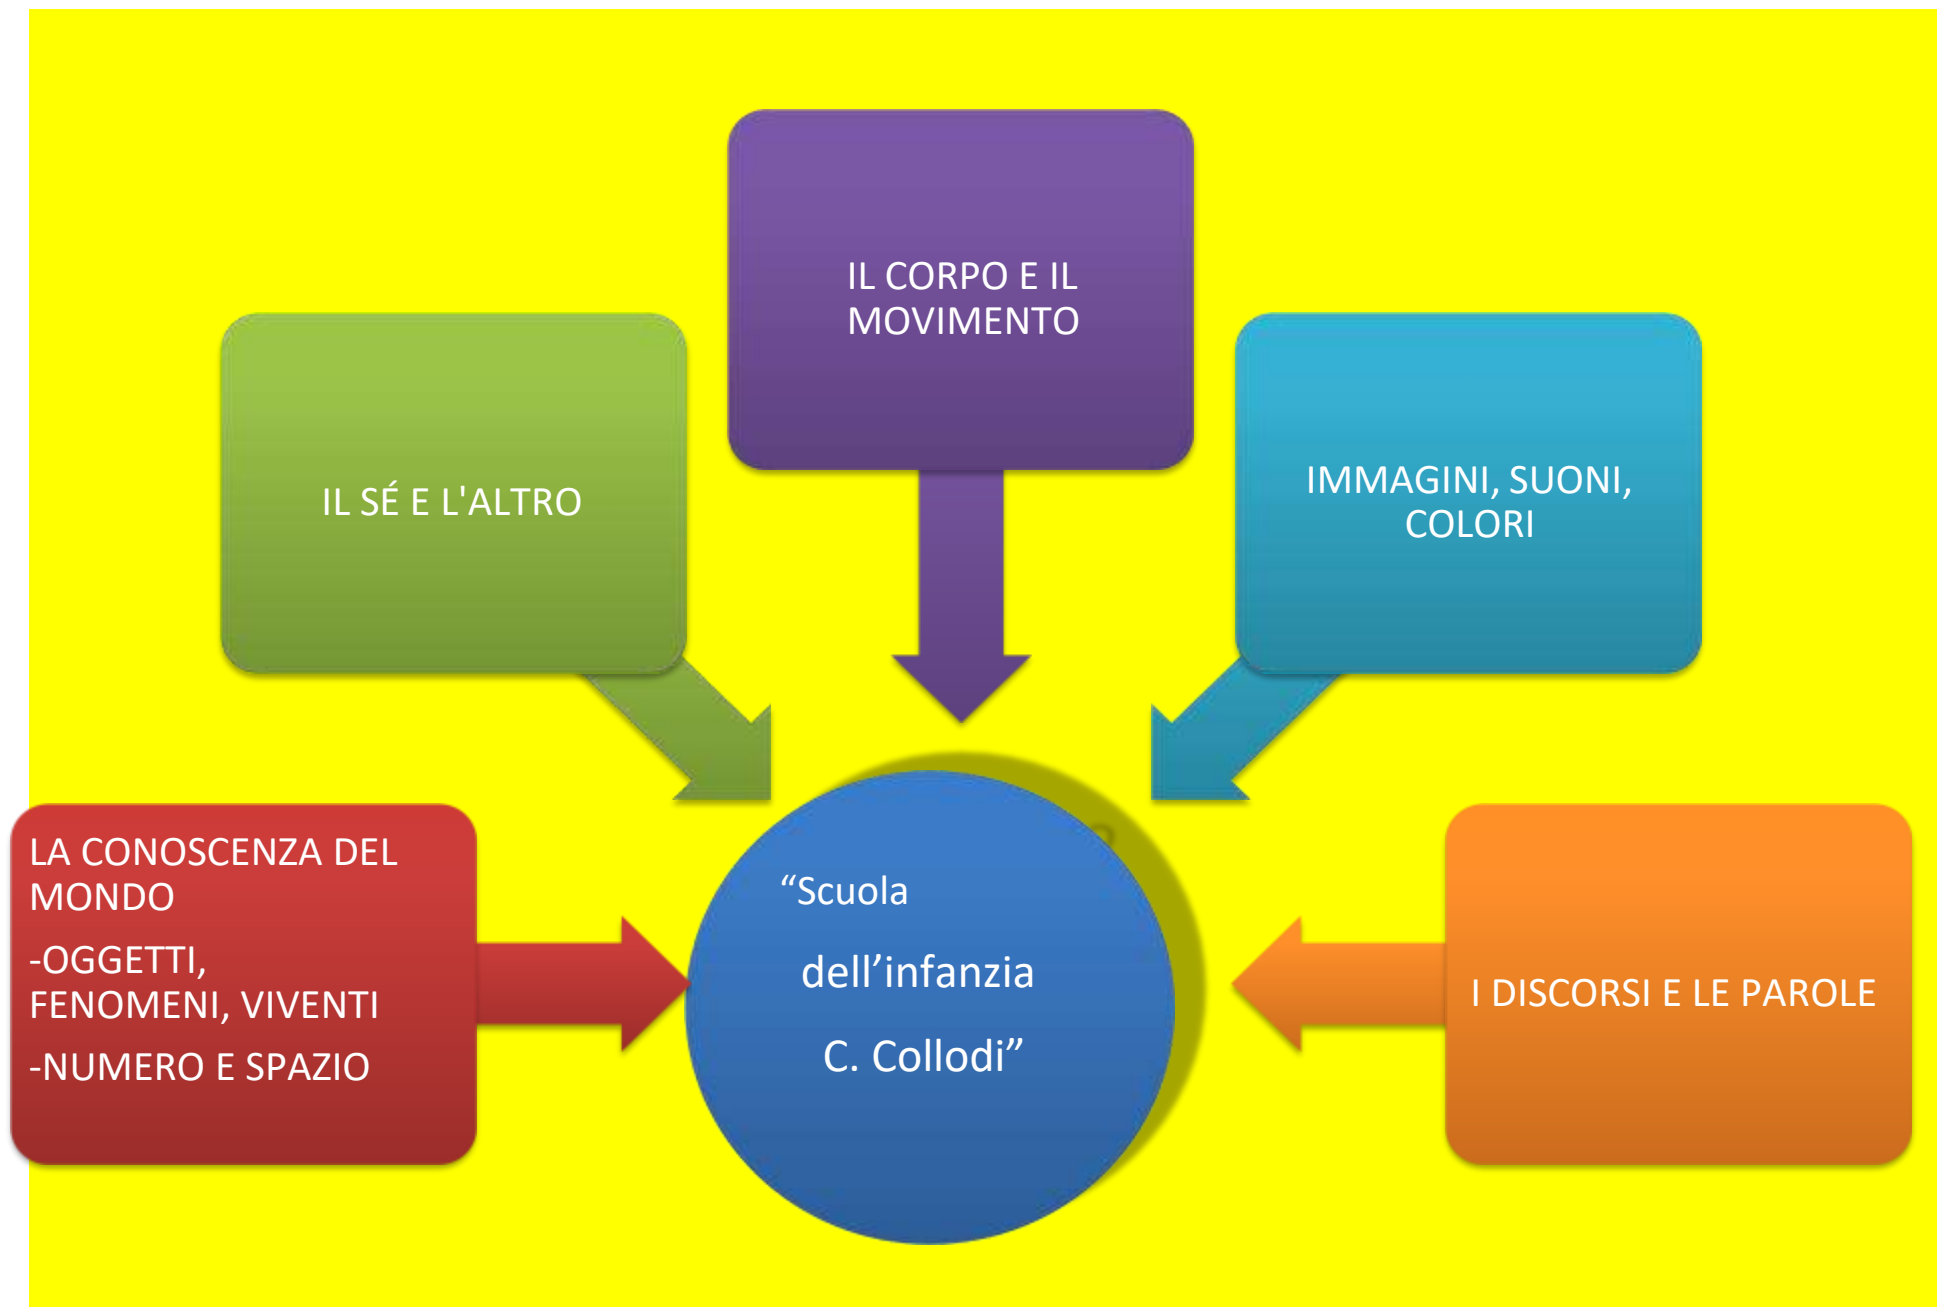 IL CORPO E IL
MOVIMENTO
IL SÉ E L'ALTRO
IMMAGINI, SUONI,
COLORI
LA CONOSCENZA DEL
MONDO
-OGGETTI,
FENOMENI, VIVENTI
-NUMERO E SPAZIO
“Scuola
dell’infanzia
C. Collodi”
I DISCORSI E LE PAROLE